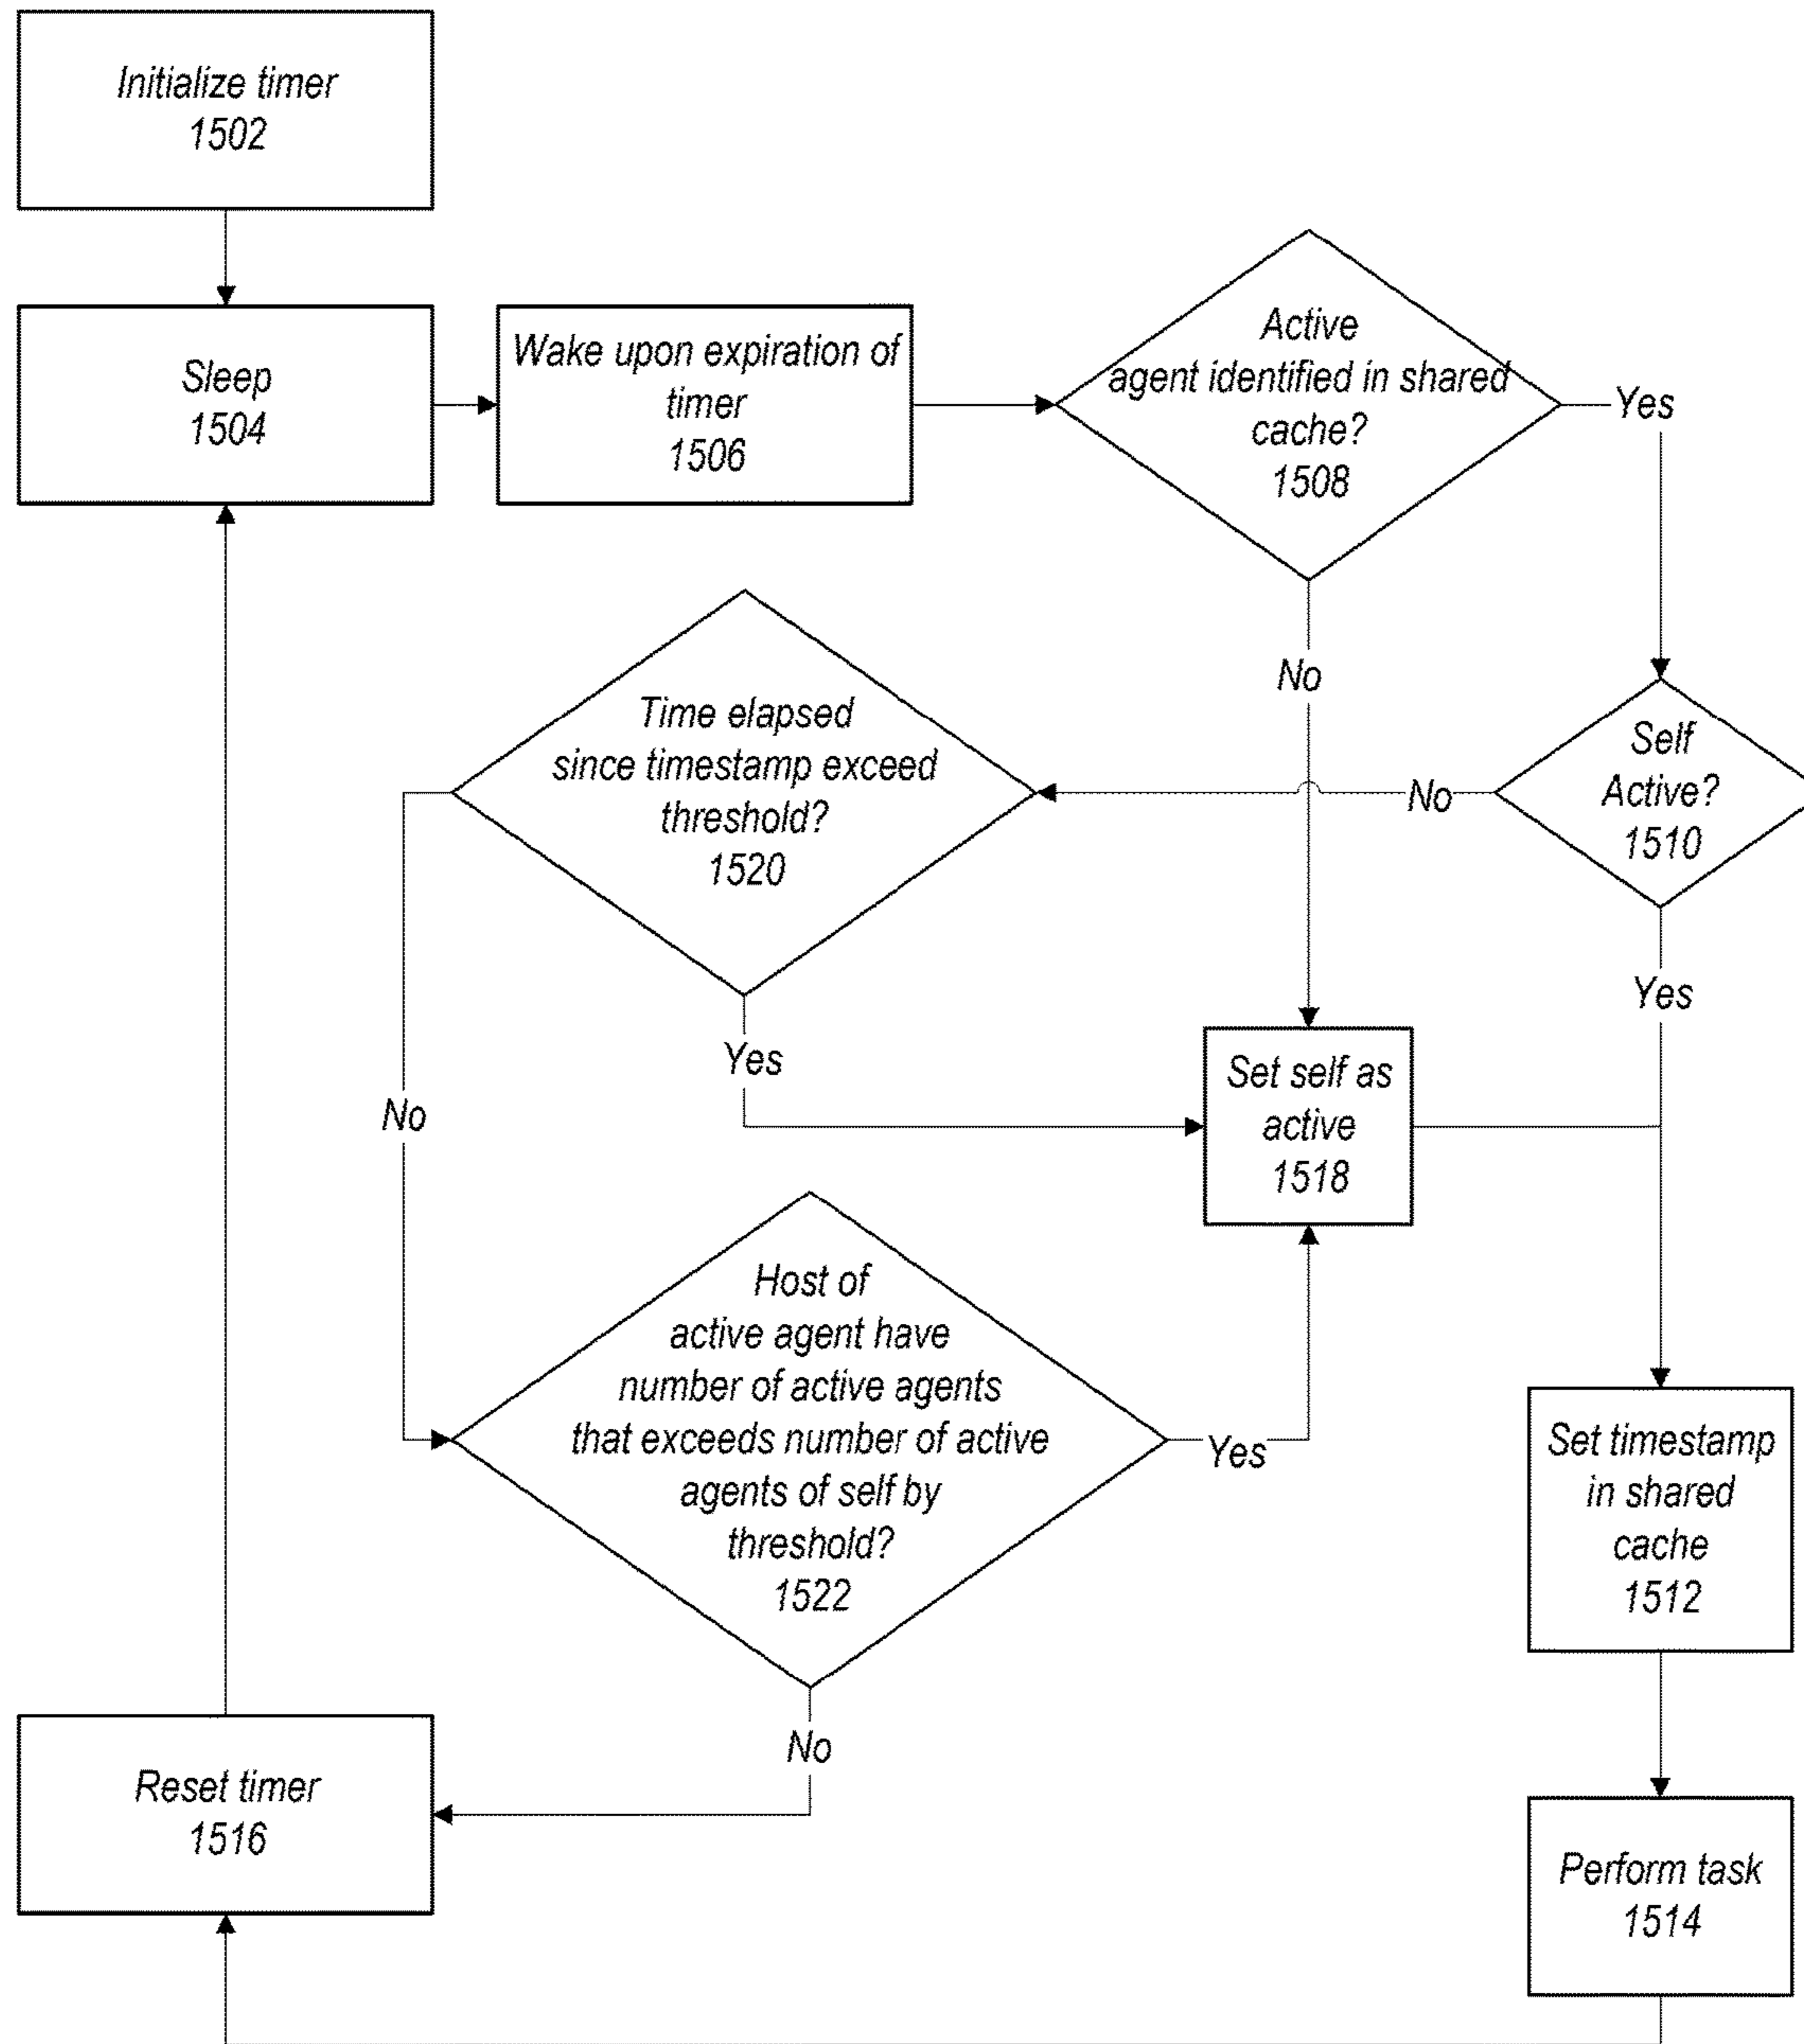 Initialize timer
1502
Sleep
1504
Wake upon expiration of
timer
1506
Active
agent identified in shared
cache?
1508
Yes
No
Self
Active?
1510
No
Yes
Time elapsed
since timestamp exceed
threshold?
1520
Yes
No
Set self as
active
1518
Host of
active agent have
number of active agents
that exceeds number of active
agents of self by
threshold?
1522
Yes
No
Set timestamp
in shared
cache
1512
Perform task
1514
Reset timer
1516